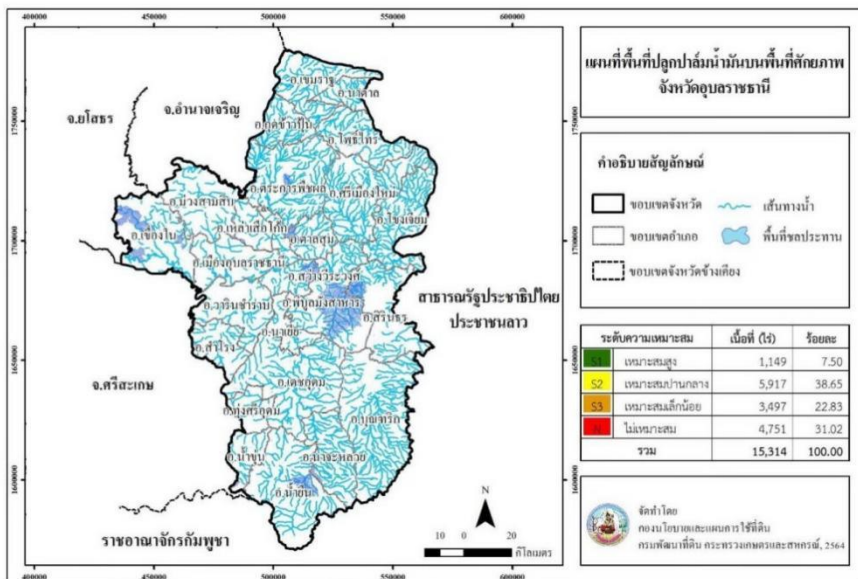 แผนที่พื้นที่ปลูกปาล์มน้ำมันบนพื้นที่ศักยภาพ
จังหวัดอุบลราชธานี
คำอธิบายสัญลักษณ์
ขอบเขตจังหวัด
เส้นทางน้ำ
ขอบเขตอำเภอ
พื้นที่ชลประทาน
ขอบเขตจังหวัดข้างเคียง
ระดับความเหมาะสม เนื้อที่ (ไร่) ร้อยละ
S1 เหมาะสมสูง 1,149 7.50
S2 เหมาะสมปานกลาง 5,917 38.65
S3 เหมาะสมเล็กน้อย 3,497 22.83
N ไม่เหมาะสม 4,751 31.02
รวม 15,314 100.00
จัดทำโดย
กองนโยบายและแผนการใช้ที่ดิน
กรมพัฒนาที่ดิน กระทรวงเกษตรและสหกรณ์, 2564
400000 450000 500000 550000 600000
1750000
1700000
1650000
1600000
จ.ยโสธร
จ.อำนาจเจริญ
จ.ศรีสะเกษ
ราชอาณาจักรกัมพูชา
สาธารณรัฐประชาธิปไตย
ประชาชนลาว
อ.เขมราฐ
อ.นาตาล
อ.กุดข้าวปุ้น
อ.โพธิ์ไทร
อ.ตระการพืชผล
อ.ศรีเมืองใหม่
อ.ม่วงสามสิบ
อ.โขงเจียม
อ.เหล่าเสือโก้ก
อ.เขื่องใน
อ.ตาลสุม
อ.เมืองอุบลราชธานี
อ.สว่างวีระวงศ์
อ.วารินชำราบ
อ.พิบูลมังสาหาร
อ.สิรินธร
อ.นาเยีย
อ.สำโรง
อ.เดชอุดม
อ.ทุ่งศรีอุดม
อ.บุณฑริก
อ.น้ำขุ่น
อ.นาจะหลวย
อ.น้ำยืน
N
10 0 20
กิโลเมตร
400000 450000 500000 550000 600000
1750000
1700000
1650000
1600000